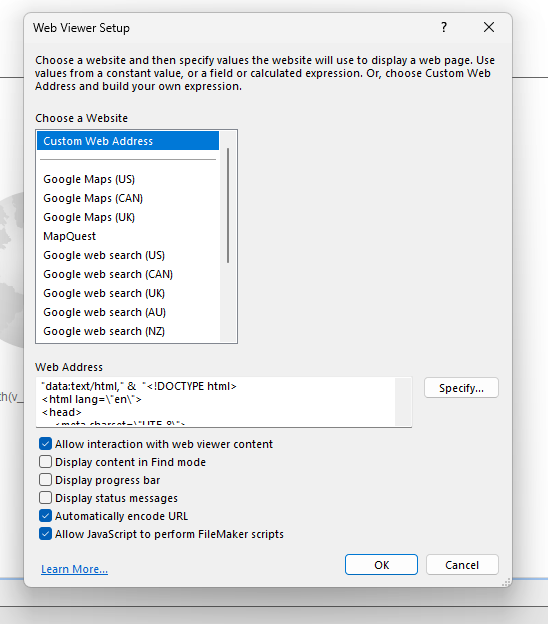 Web Viewer Setup
?
Choose a website and then specify values the website will use to display a web page. Use
values from a constant value, or a field or calculated expression. Or, choose Custom Web
Address and build your own expression.
Choose a Website
Custom Web Address
Google Maps (US)
Google Maps (CAN)
Google Maps (UK)
MapQuest
Google web search (US)
Google web search (CAN)
Google web search (UK)
Google web search (AU)
Google web search (NZ)
Web Address
"data:text/html," & "<!DOCTYPE html>
<html lang=\"en\">
<head>
<meta charset=\"UTF-8\">
Specify...
th(v_
Allow interaction with web viewer content
Display content in Find mode
Display progress bar
Display status messages
Automatically encode URL
Allow JavaScript to perform FileMaker scripts
Learn More...
OK
Cancel